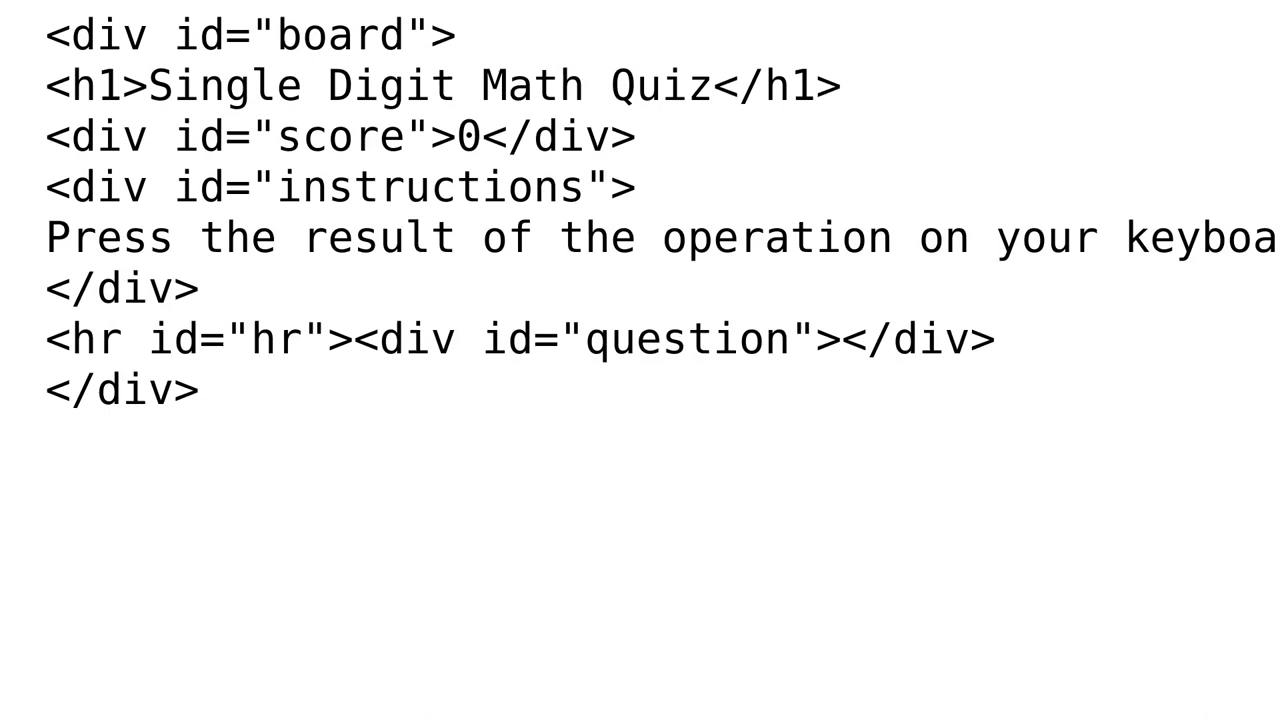 <div id="board">
<h1>Single Digit Math Quiz</h1>
<div id="score">0</div>
<div id="instructions">
Press the result of the operation on your keyboa
</div>
<hr id="hr"><div id="question"></div>
</div>